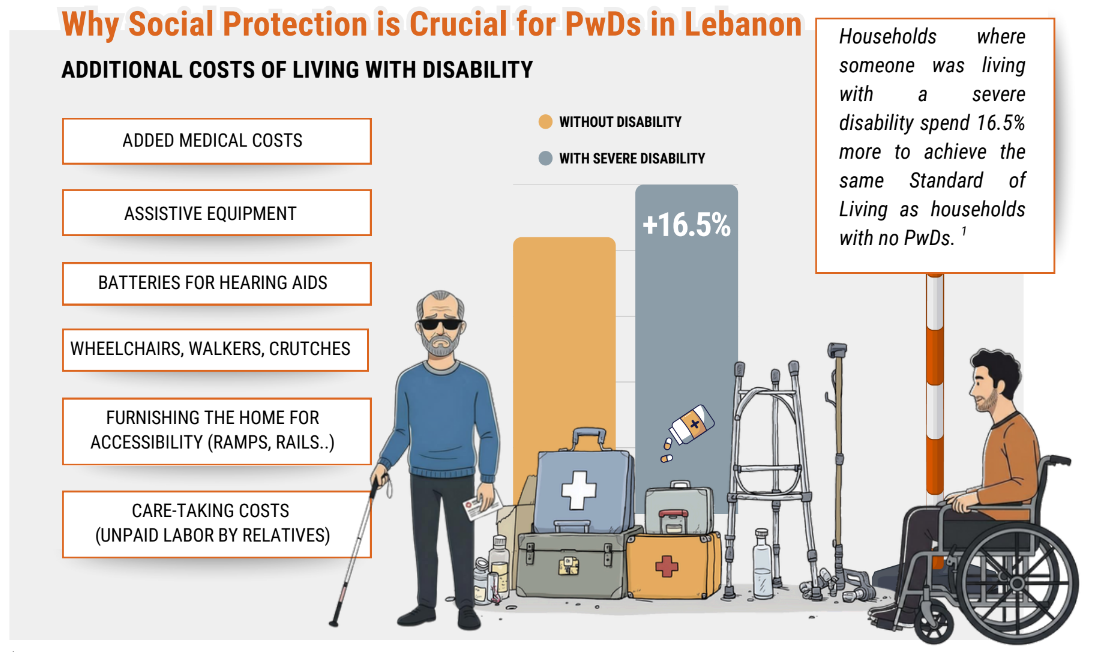 Why Social Protection is Crucial for PwDs in Lebanon
ADDITIONAL COSTS OF LIVING WITH DISABILITY
ADDED MEDICAL COSTS
ASSISTIVE EQUIPMENT
BATTERIES FOR HEARING AIDS
WHEELCHAIRS, WALKERS, CRUTCHES
FURNISHING THE HOME FOR
ACCESSIBILITY (RAMPS, RAILS..)
CARE-TAKING COSTS
(UNPAID LABOR BY RELATIVES)
WITHOUT DISABILITY
WITH SEVERE DISABILITY
+16.5%
Households where
someone was living
with a severe
disability spend 16.5%
more to achieve the
same Standard of
Living as households
with no PwDs. 1